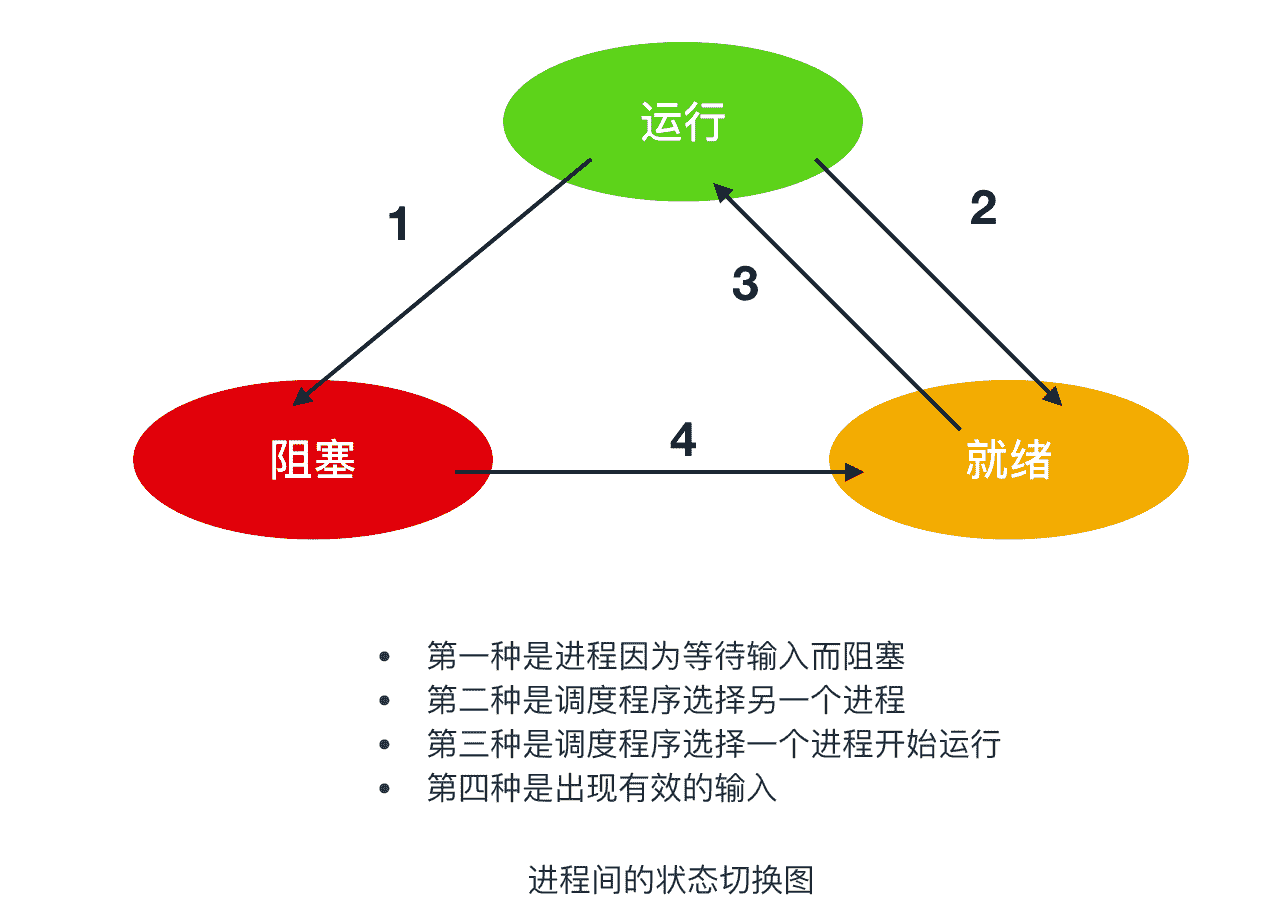 运行
1
2
3
4
阻塞
就绪
• 第一种是进程因为等待输入而阻塞
• 第二种是调度程序选择另一个进程
• 第三种是调度程序选择一个进程开始运行
• 第四种是出现有效的输入
进程间的状态切换图